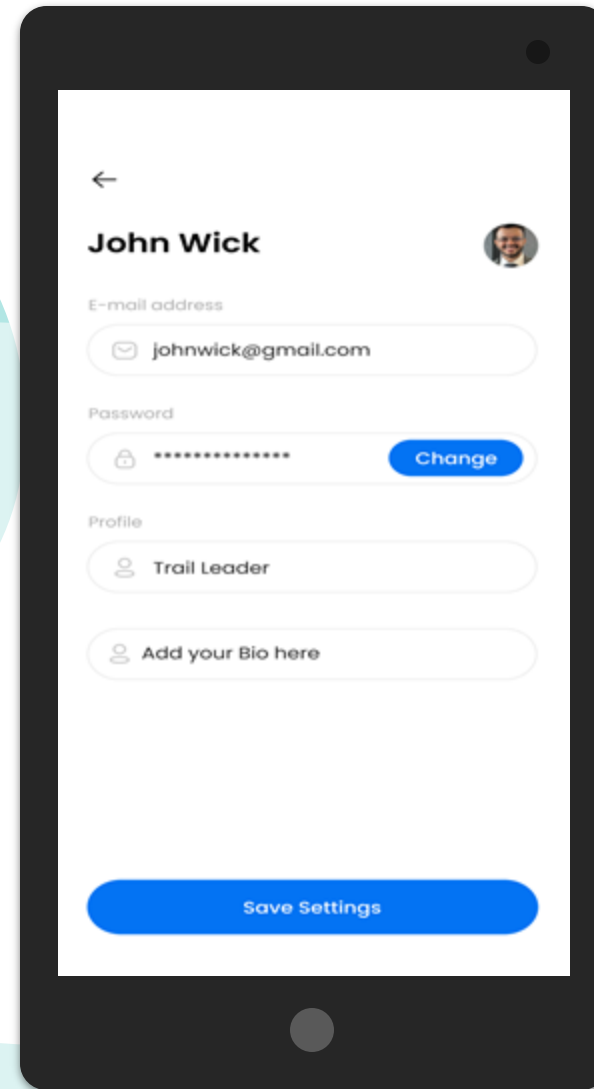 John Wick
E-mail address
johnwick@gmail.com
Password
************** Change
Profile
Trail Leader
Add your Bio here
Save Settings